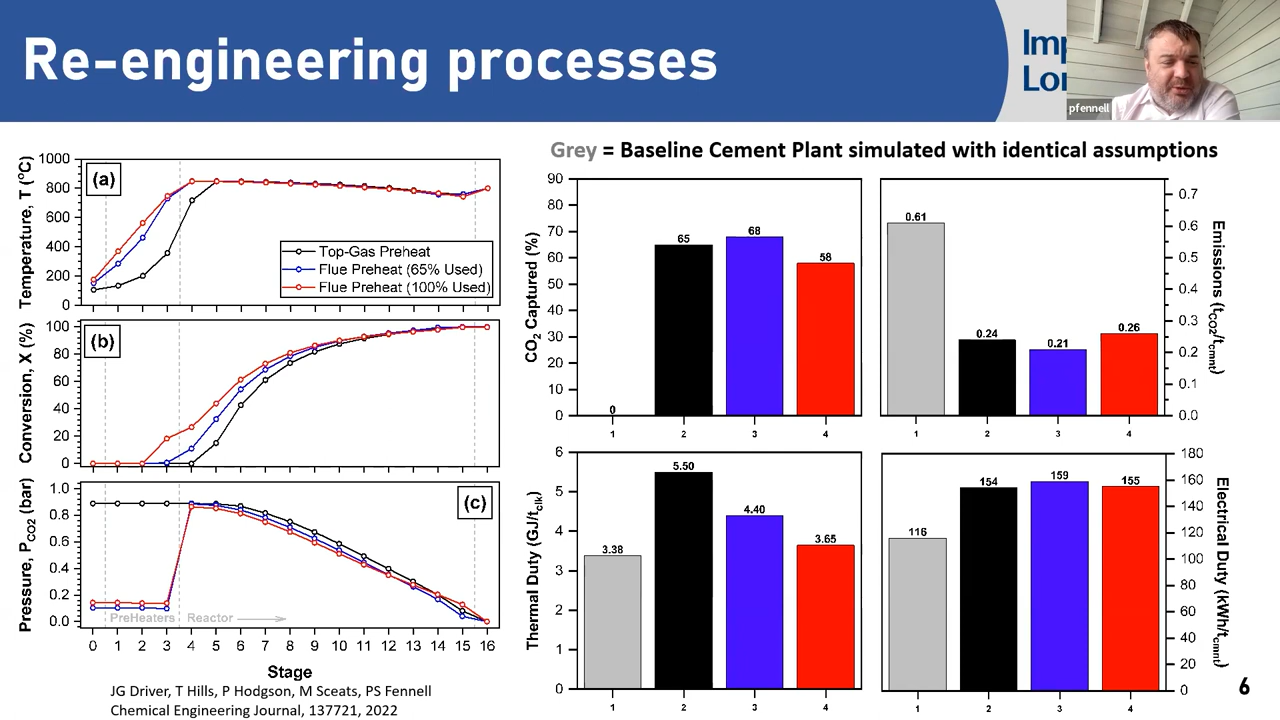 Re-engineering processes
Imp
Lor
pfennell
Grey = Baseline Cement Plant simulated with identical assumptions
Temperature, T (°C)
1000
800
600
400
200
0
(a)
Top-Gas Preheat
Flue Preheat (65% Used)
Flue Preheat (100% Used)
Conversion, X (%)
100
80
60
40
20
0
(b)
Pressure, PCO2 (bar)
1.0
0.8
0.6
0.4
0.2
0.0
(c)
PreHeaters
Reactor
0 1 2 3 4 5 6 7 8 9 10 11 12 13 14 15 16
Stage
JG Driver, T Hills, P Hodgson, M Sceats, PS Fennell
Chemical Engineering Journal, 137721, 2022
CO2 Captured (%)
90
80
70
60
50
40
30
20
10
0
0
65
68
58
1 2 3 4
0.61
0.24
0.21
0.26
0.7
0.6
0.5
0.4
0.3
0.2
0.1
0.0
Emissions (tCO2/tcmnt)
1 2 3 4
Thermal Duty (GJ/tclk)
6
5
4
3
2
1
0
3.38
5.50
4.40
3.65
1 2 3 4
116
154
159
155
180
160
140
120
100
80
60
40
20
0
Electrical Duty (kWh/tcmnt)
1 2 3 4
6